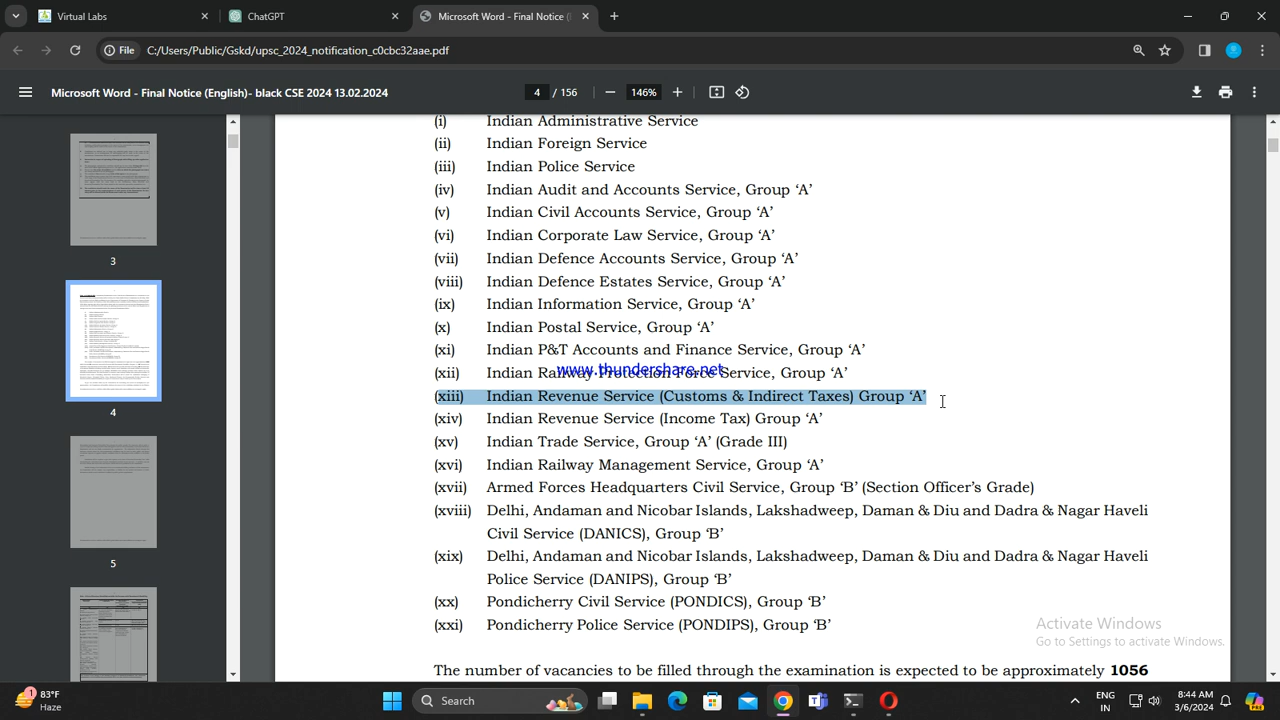 Virtual Labs
ChatGPT
Microsoft Word - Final Notice (
File
C:/Users/Public/Gskd/upsc_2024_notification_c0cbc32aae.pdf
Microsoft Word - Final Notice (English)- black CSE 2024 13.02.2024
4 / 156
146%
3
4
5
(i) Indian Administrative Service
(ii) Indian Foreign Service
(iii) Indian Police Service
(iv) Indian Audit and Accounts Service, Group ‘A’
(v) Indian Civil Accounts Service, Group ‘A’
(vi) Indian Corporate Law Service, Group ‘A’
(vii) Indian Defence Accounts Service, Group ‘A’
(viii) Indian Defence Estates Service, Group ‘A’
(ix) Indian Information Service, Group ‘A’
(x) Indian Postal Service, Group ‘A’
(xi) Indian P&T Accounts and Finance Service, Group ‘A’
www.thundershare.net
(xii) Indian Railway Protection Force Service, Group ‘A’
(xiii) Indian Revenue Service (Customs & Indirect Taxes) Group ‘A’
(xiv) Indian Revenue Service (Income Tax) Group ‘A’
(xv) Indian Trade Service, Group ‘A’ (Grade III)
(xvi) Indian Railway Management Service, Group ‘A’
(xvii) Armed Forces Headquarters Civil Service, Group ‘B’ (Section Officer’s Grade)
(xviii) Delhi, Andaman and Nicobar Islands, Lakshadweep, Daman & Diu and Dadra & Nagar Haveli
Civil Service (DANICS), Group ‘B’
(xix) Delhi, Andaman and Nicobar Islands, Lakshadweep, Daman & Diu and Dadra & Nagar Haveli
Police Service (DANIPS), Group ‘B’
(xx) Pondicherry Civil Service (PONDICS), Group ‘B’
(xxi) Pondicherry Police Service (PONDIPS), Group ‘B’
The number of vacancies to be filled through the examination is expected to be approximately 1056
Activate Windows
Go to Settings to activate Windows.
1
83°F
Haze
Search
ENG
IN
8:44 AM
3/6/2024